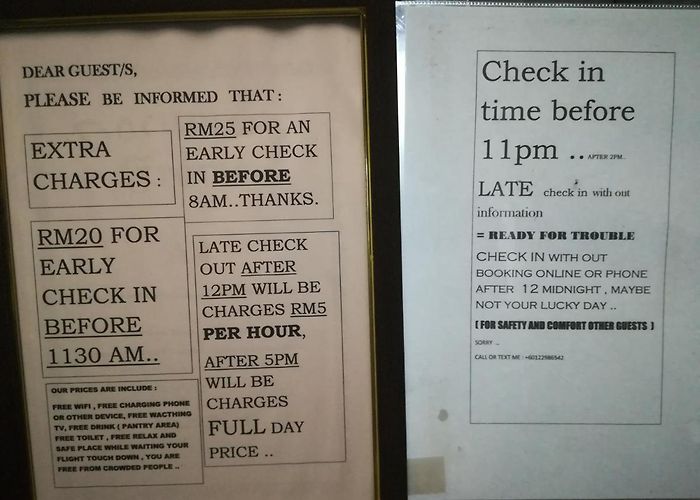 DEAR GUEST/S,
PLEASE BE INFORMED THAT :
EXTRA
CHARGES :
RM25 FOR AN
EARLY CHECK
IN BEFORE
8AM..THANKS.
RM20 FOR
EARLY
CHECK IN
BEFORE
1130 AM..
LATE CHECK
OUT AFTER
12PM WILL BE
CHARGES RM5
PER HOUR,
AFTER 5PM
WILL BE
CHARGES
FULL DAY
PRICE ..
OUR PRICES ARE INCLUDE :
FREE WIFI , FREE CHARGING PHONE
OR OTHER DEVICE, FREE WACTHING
TV, FREE DRINK ( PANTRY AREA)
FREE TOILET , FREE RELAX AND
SAFE PLACE WHILE WAITING YOUR
FLIGHT TOUCH DOWN , YOU ARE
FREE FROM CROWDED PEOPLE ..
Check in
time before
11pm .. AFTER 2PM..
LATE check in with out
information
= READY FOR TROUBLE
CHECK IN WITH OUT
BOOKING ONLINE OR PHONE
AFTER 12 MIDNIGHT , MAYBE
NOT YOUR LUCKY DAY ..
( FOR SAFETY AND COMFORT OTHER GUESTS )
SORRY ...
CALL OR TEXT ME : +60122986542